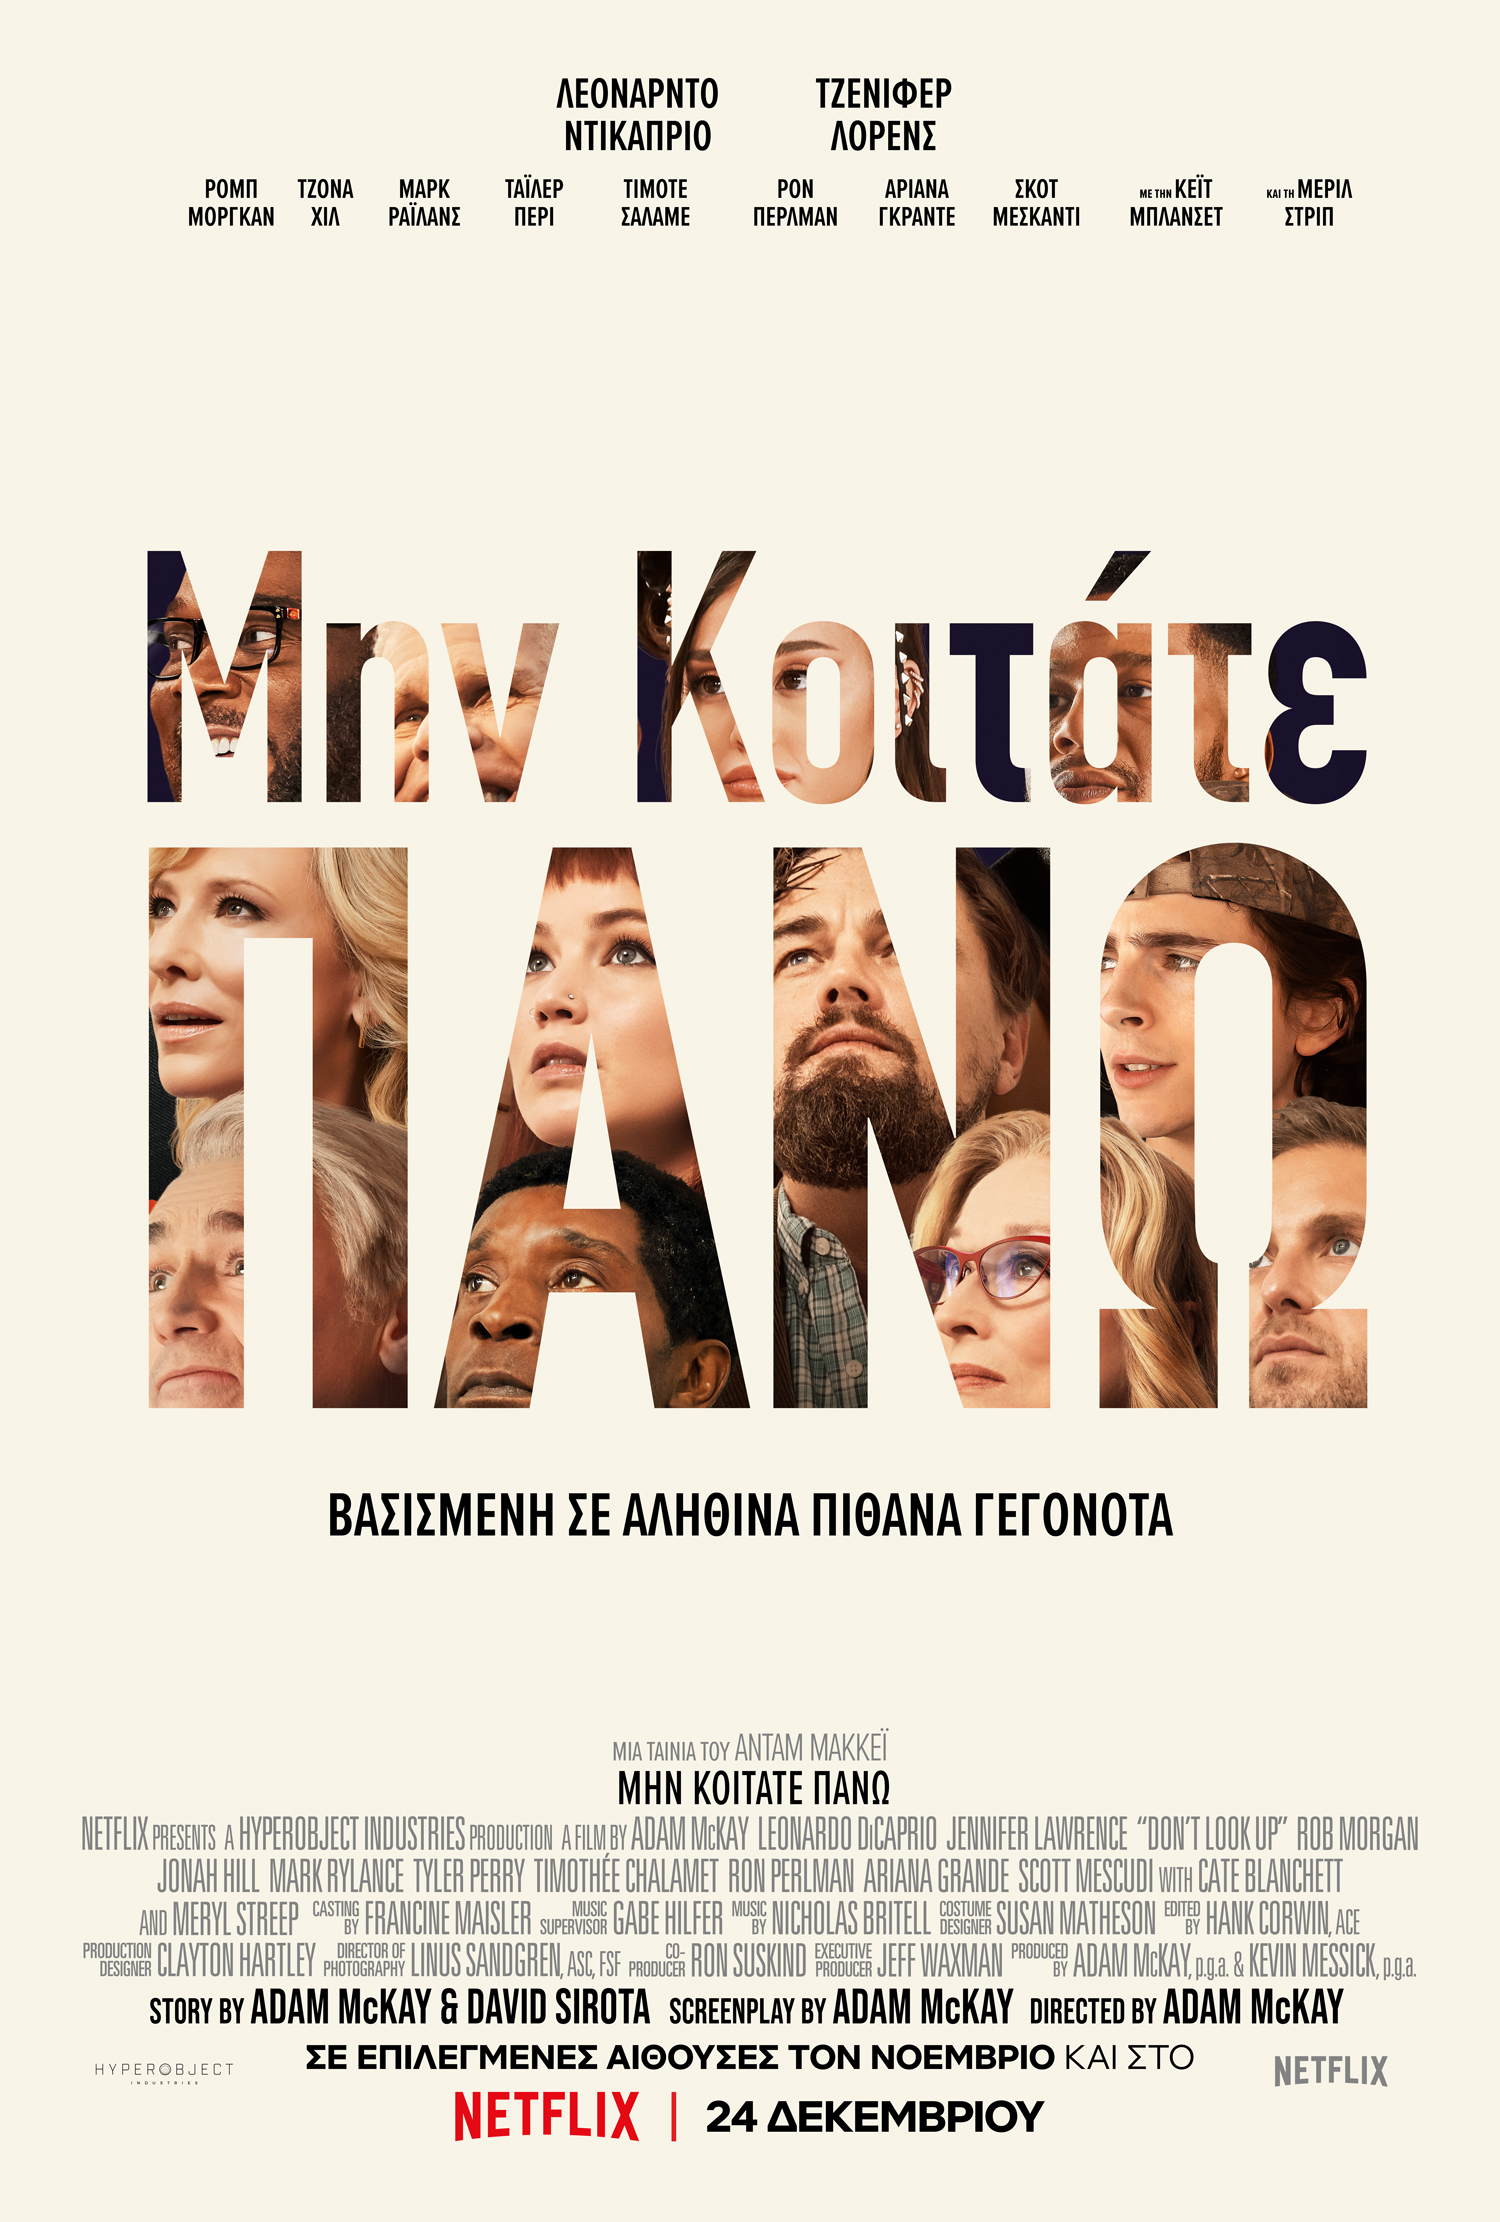 ΛΕΟΝΑΡΝΤΟ ΝΤΙΚΑΠΡΙΟ
ΤΖΕΝΙΦΕΡ ΛΟΡΕΝΣ
ΡΟΜΠ ΜΟΡΓΚΑΝ
ΤΖΟΝΑ ΧΙΛ
ΜΑΡΚ ΡΑΪΛΑΝΣ
ΤΑΪΛΕΡ ΠΕΡΙ
ΤΙΜΟΤΕ ΣΑΛΑΜΕ
ΡΟΝ ΠΕΡΛΜΑΝ
ΑΡΙΑΝΑ ΓΚΡΑΝΤΕ
ΣΚΟΤ ΜΕΣΚΑΝΤΙ
ΜΕ ΤΗΝ ΚΕΪΤ ΜΠΛΑΝΣΕΤ
ΚΑΙ ΤΗ ΜΕΡΙΛ ΣΤΡΙΠ
Μην Κοιτάτε
ΠΑΝΩ
ΒΑΣΙΣΜΕΝΗ ΣΕ ΑΛΗΘΙΝΑ ΠΙΘΑΝΑ ΓΕΓΟΝΟΤΑ
ΜΙΑ ΤΑΙΝΙΑ ΤΟΥ ΑΝΤΑΜ ΜΑΚΚΕΪ
ΜΗΝ ΚΟΙΤΑΤΕ ΠΑΝΩ
NETFLIX PRESENTS A HYPEROBJECT INDUSTRIES PRODUCTION A FILM BY ADAM McKAY LEONARDO DiCAPRIO JENNIFER LAWRENCE “DON'T LOOK UP” ROB MORGAN
JONAH HILL MARK RYLANCE TYLER PERRY TIMOTHÉE CHALAMET RON PERLMAN ARIANA GRANDE SCOTT MESCUDI WITH CATE BLANCHETT
AND MERYL STREEP CASTING BY FRANCINE MAISLER MUSIC SUPERVISOR GABE HILFER MUSIC BY NICHOLAS BRITELL COSTUME DESIGNER SUSAN MATHESON EDITED BY HANK CORWIN, ACE
PRODUCTION DESIGNER CLAYTON HARTLEY DIRECTOR OF PHOTOGRAPHY LINUS SANDGREN, ASC, FSF CO-PRODUCER RON SUSKIND EXECUTIVE PRODUCER JEFF WAXMAN PRODUCED BY ADAM McKAY, p.g.a. & KEVIN MESSICK, p.g.a.
STORY BY ADAM McKAY & DAVID SIROTA SCREENPLAY BY ADAM McKAY DIRECTED BY ADAM McKAY
HYPEROBJECT
INDUSTRIES
ΣΕ ΕΠΙΛΕΓΜΕΝΕΣ ΑΙΘΟΥΣΕΣ ΤΟΝ ΝΟΕΜΒΡΙΟ ΚΑΙ ΣΤΟ
NETFLIX
NETFLIX | 24 ΔΕΚΕΜΒΡΙΟΥ